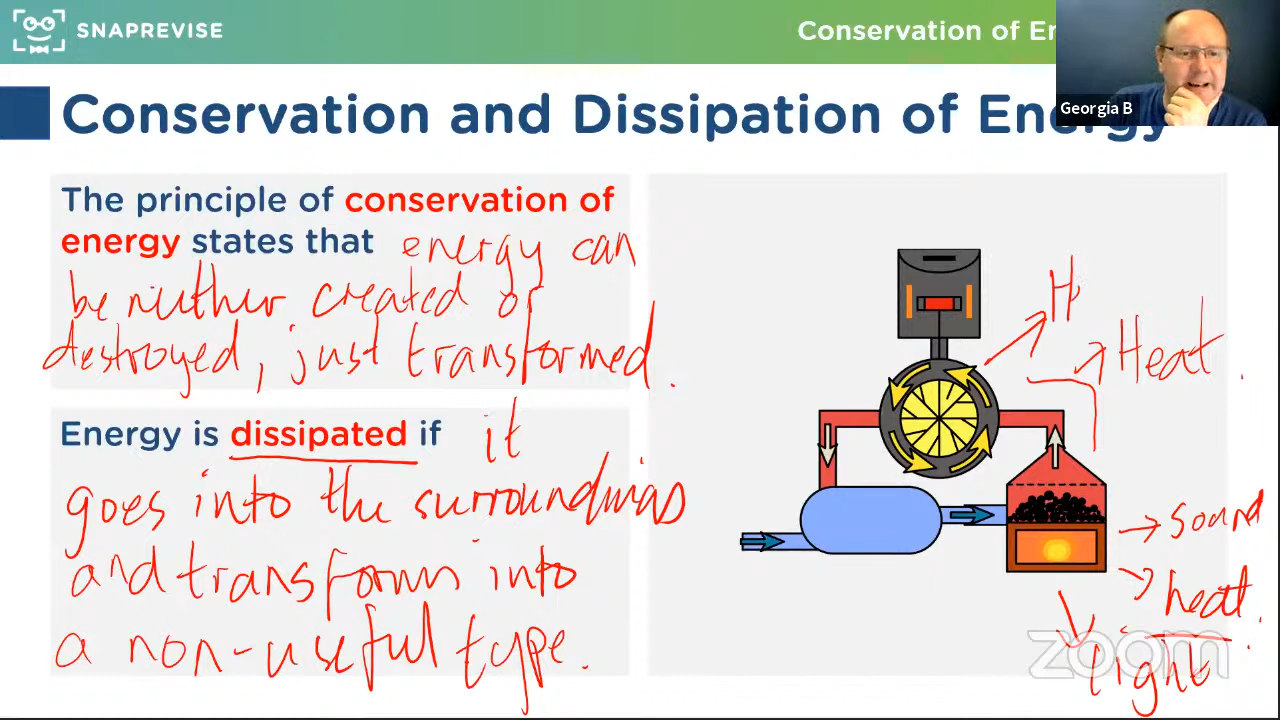 SNAPREVISE
Conservation of Er
Georgia B
Conservation and Dissipation of Energy
The principle of conservation of
energy states that energy can
be neither created or
destroyed, just transformed.
Energy is dissipated if it
goes into the surroundings
and transforms into
a non-useful type.
H
Heat.
sound
heat.
light
zoom